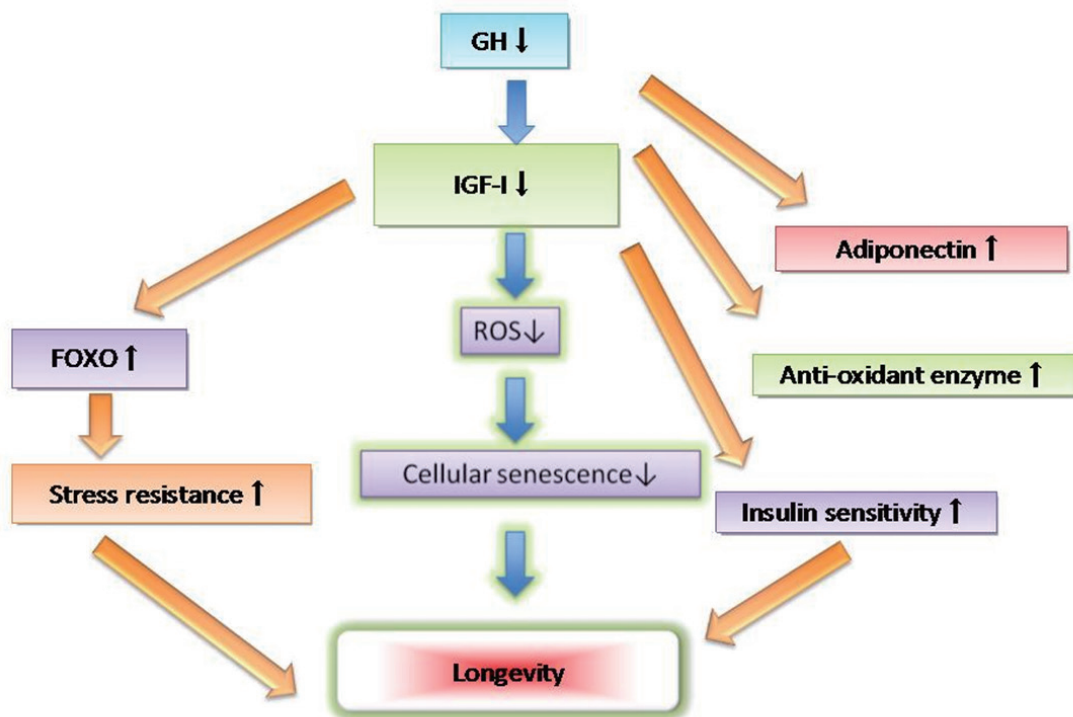 GH ↓
IGF-I ↓
Adiponectin ↑
ROS↓
FOXO ↑
Anti-oxidant enzyme ↑
Cellular senescence↓
Stress resistance ↑
Insulin sensitivity ↑
Longevity